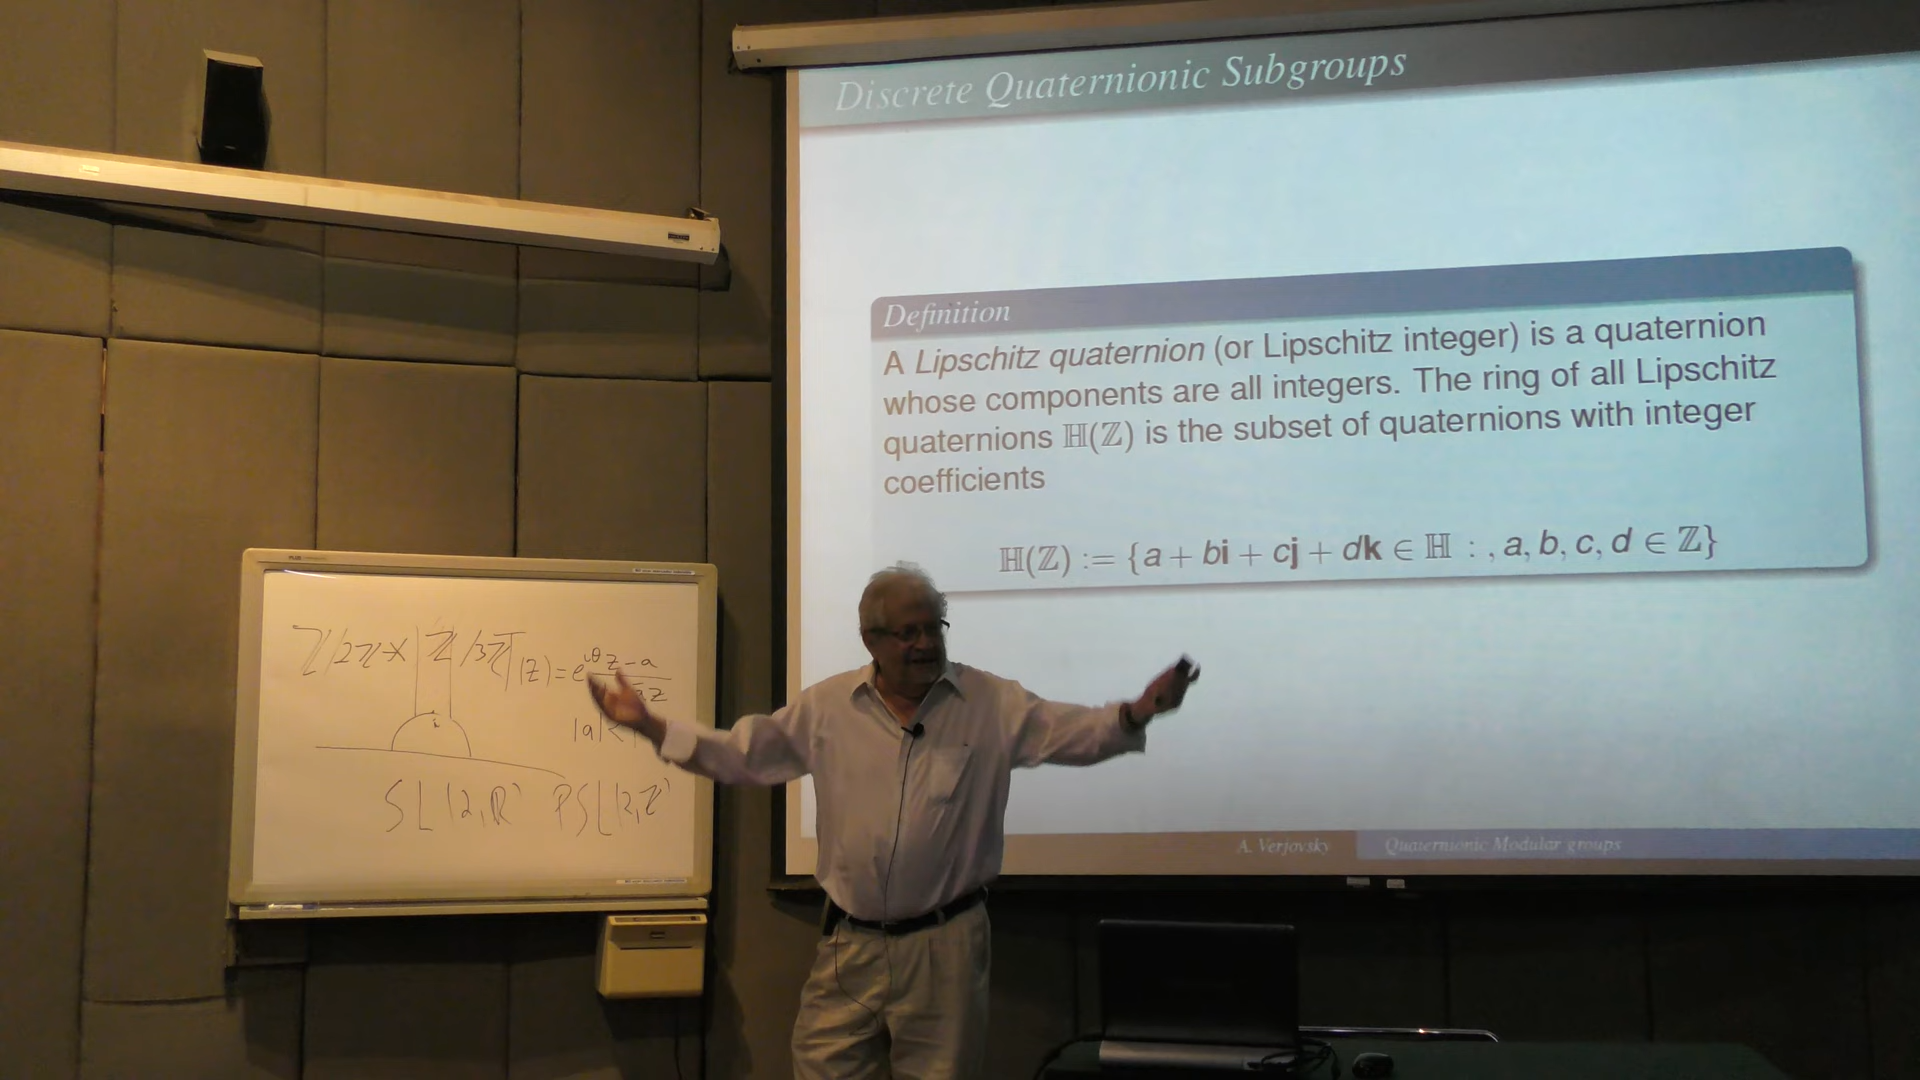 Discrete Quaternionic Subgroups
Definition
A Lipschitz quaternion (or Lipschitz integer) is a quaternion
whose components are all integers. The ring of all Lipschitz
quaternions ℍ(ℤ) is the subset of quaternions with integer
coefficients
ℍ(ℤ) := {a + bi + cj + dk ∈ ℍ : , a, b, c, d ∈ ℤ}
A. Verjovsky
Quaternionic Modular groups
ℤ/2ℤ * ℤ/3ℤ
(z) = e^{iθ} z-a
z
|a| <
i
SL(2,ℝ) PSL(2,ℤ)
PLUS